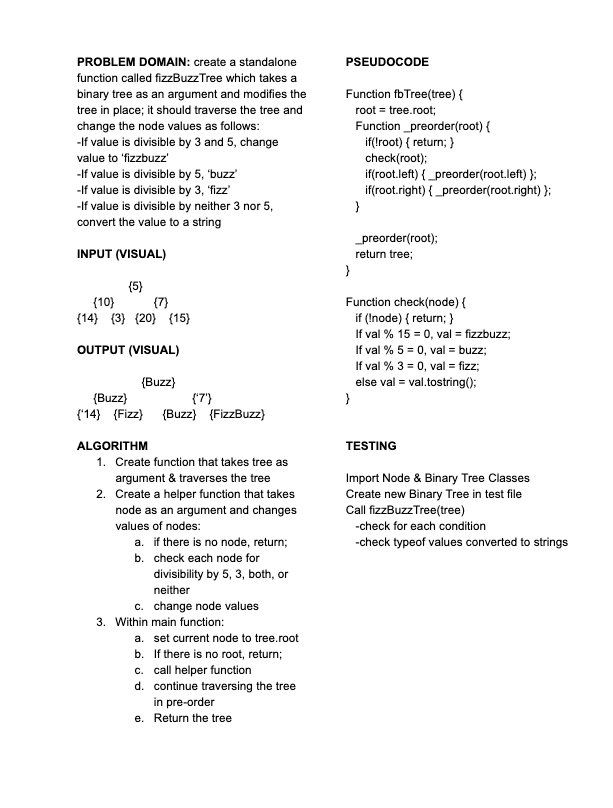 PROBLEM DOMAIN: create a standalone
function called fizzBuzzTree which takes a
binary tree as an argument and modifies the
tree in place; it should traverse the tree and
change the node values as follows:
-If value is divisible by 3 and 5, change
value to ‘fizzbuzz’
-If value is divisible by 5, ‘buzz’
-If value is divisible by 3, ‘fizz’
-If value is divisible by neither 3 nor 5,
convert the value to a string
INPUT (VISUAL)
{5}
{10} {7}
{14} {3} {20} {15}
OUTPUT (VISUAL)
{Buzz}
{Buzz} {‘7’}
{‘14} {Fizz} {Buzz} {FizzBuzz}
ALGORITHM
1. Create function that takes tree as
argument & traverses the tree
2. Create a helper function that takes
node as an argument and changes
values of nodes:
a. if there is no node, return;
b. check each node for
divisibility by 5, 3, both, or
neither
c. change node values
3. Within main function:
a. set current node to tree.root
b. If there is no root, return;
c. call helper function
d. continue traversing the tree
in pre-order
e. Return the tree
PSEUDOCODE
Function fbTree(tree) {
root = tree.root;
Function _preorder(root) {
if(!root) { return; }
check(root);
if(root.left) { _preorder(root.left) };
if(root.right) { _preorder(root.right) };
}
_preorder(root);
return tree;
}
Function check(node) {
if (!node) { return; }
If val % 15 = 0, val = fizzbuzz;
If val % 5 = 0, val = buzz;
If val % 3 = 0, val = fizz;
else val = val.tostring();
}
TESTING
Import Node & Binary Tree Classes
Create new Binary Tree in test file
Call fizzBuzzTree(tree)
-check for each condition
-check typeof values converted to strings